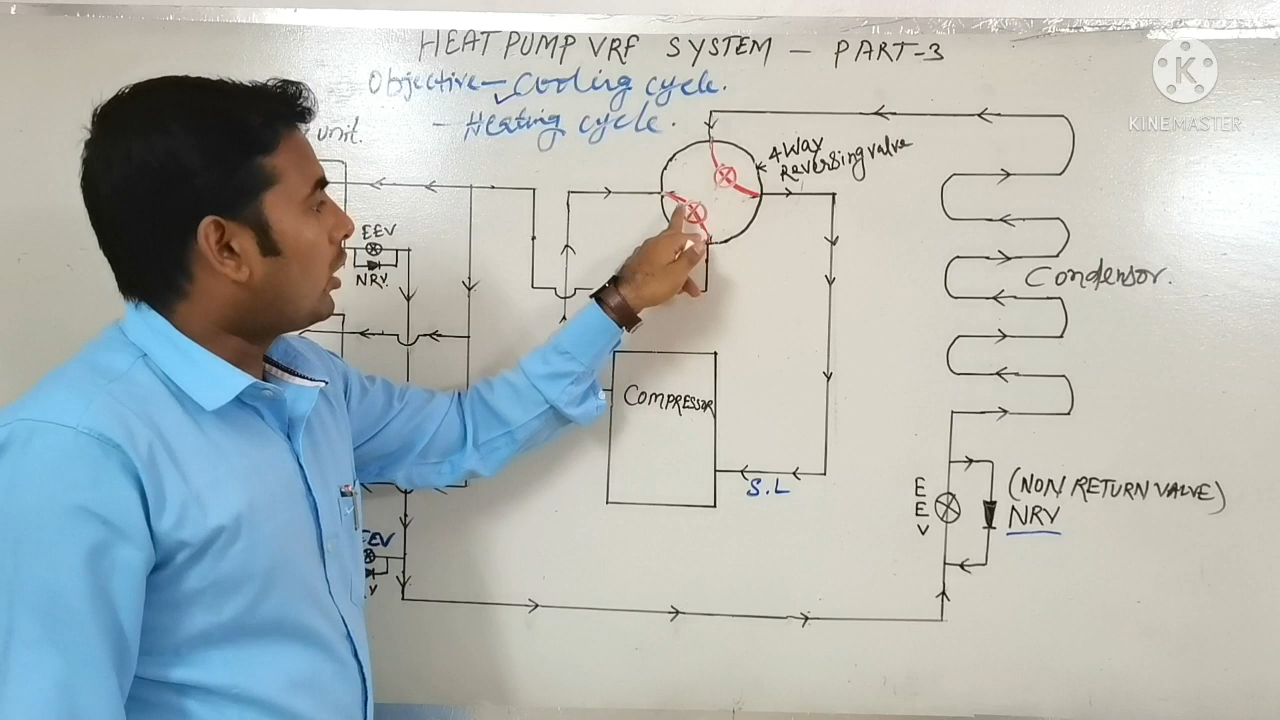 HEAT PUMP VRF SYSTEM - PART-3
Objective - Cooling cycle.
- Heating cycle.
unit.
K
KINEMASTER
4 Way
Reversing valve
EEV
NRV
Condensor.
COMPRESSOR
S.L
EEV
(NON RETURN VALVE)
NRV
EEV
V